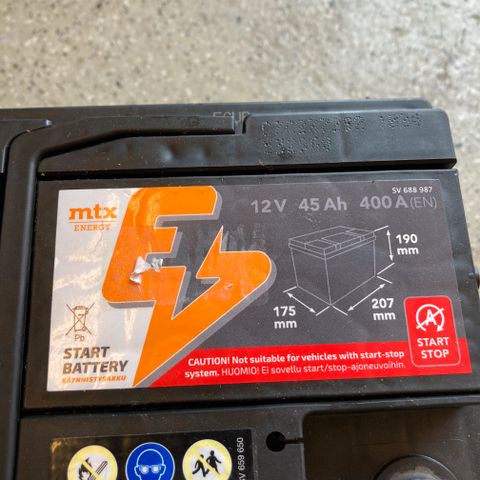 SV 688 987
mtx
ENERGY
12 V 45 Ah 400 A (EN)
190
mm
175
mm
207
mm
Pb
START
BATTERY
KÄYNNISTYSAKKU
A
START
STOP
CAUTION! Not suitable for vehicles with start-stop
system. HUOMIO! Ei sovellu start/stop-ajoneuvoihin.
SV 659 650